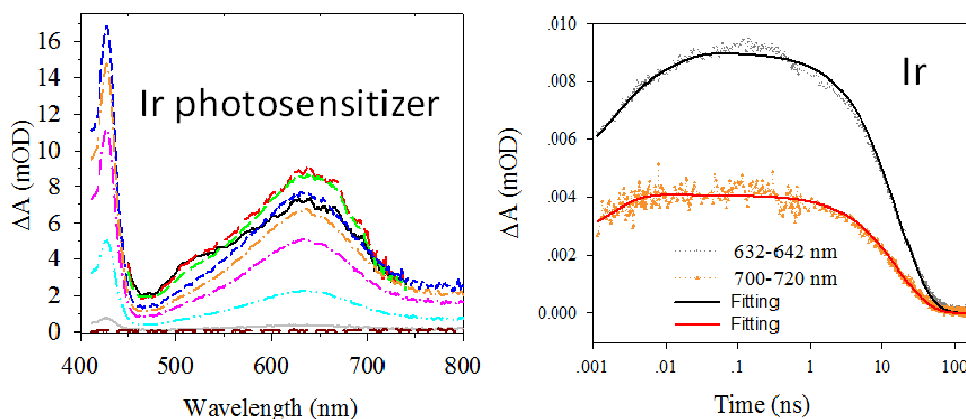 16
14
12
10
8
6
4
2
0
ΔA (mOD)
Ir photosensitizer
400 500 600 700 800
Wavelength (nm)
.010
.008
.006
.004
.002
0.000
ΔA (mOD)
Ir
632-642 nm
700-720 nm
Fitting
Fitting
.001 .01 .1 1 10 100
Time (ns)